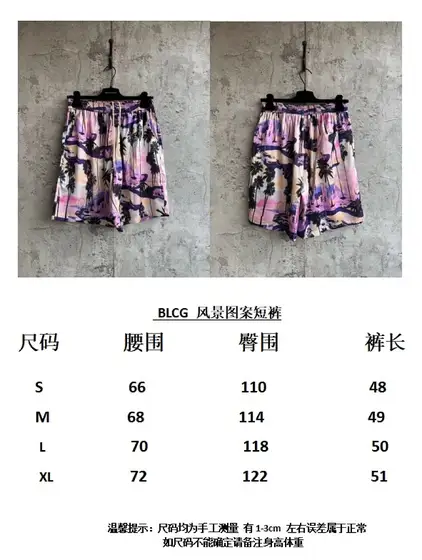 BLCG 风景图案短裤
尺码 腰围 臀围 裤长
S 66 110 48
M 68 114 49
L 70 118 50
XL 72 122 51
温馨提示：尺码均为手工测量 有1-3cm 左右误差属于正常
如尺码不能确定请备注身高体重